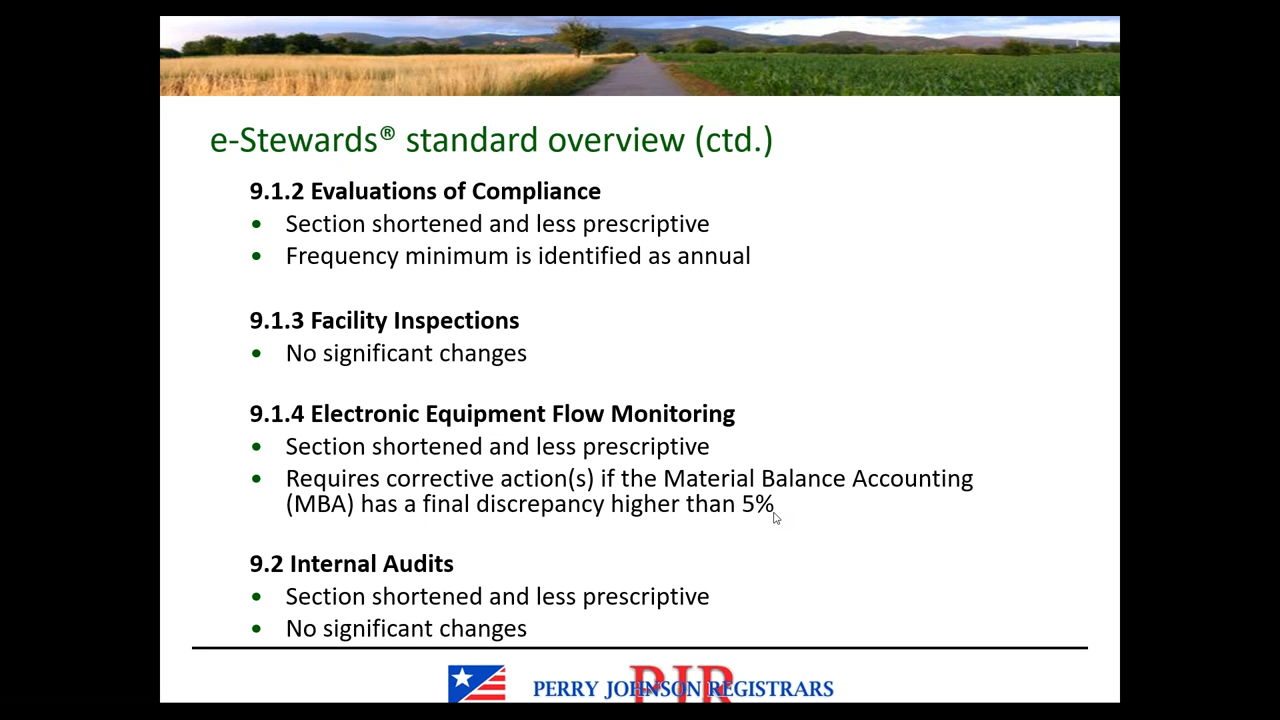 e-Stewards® standard overview (ctd.)
9.1.2 Evaluations of Compliance
• Section shortened and less prescriptive
• Frequency minimum is identified as annual
9.1.3 Facility Inspections
• No significant changes
9.1.4 Electronic Equipment Flow Monitoring
• Section shortened and less prescriptive
• Requires corrective action(s) if the Material Balance Accounting
(MBA) has a final discrepancy higher than 5%
9.2 Internal Audits
• Section shortened and less prescriptive
• No significant changes
PJR
PERRY JOHNSON REGISTRARS